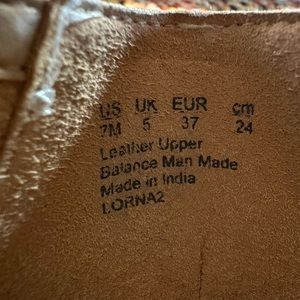 US UK EUR cm
7M 5 37 24
Leather Upper
Balance Man Made
Made in India
LORNA2